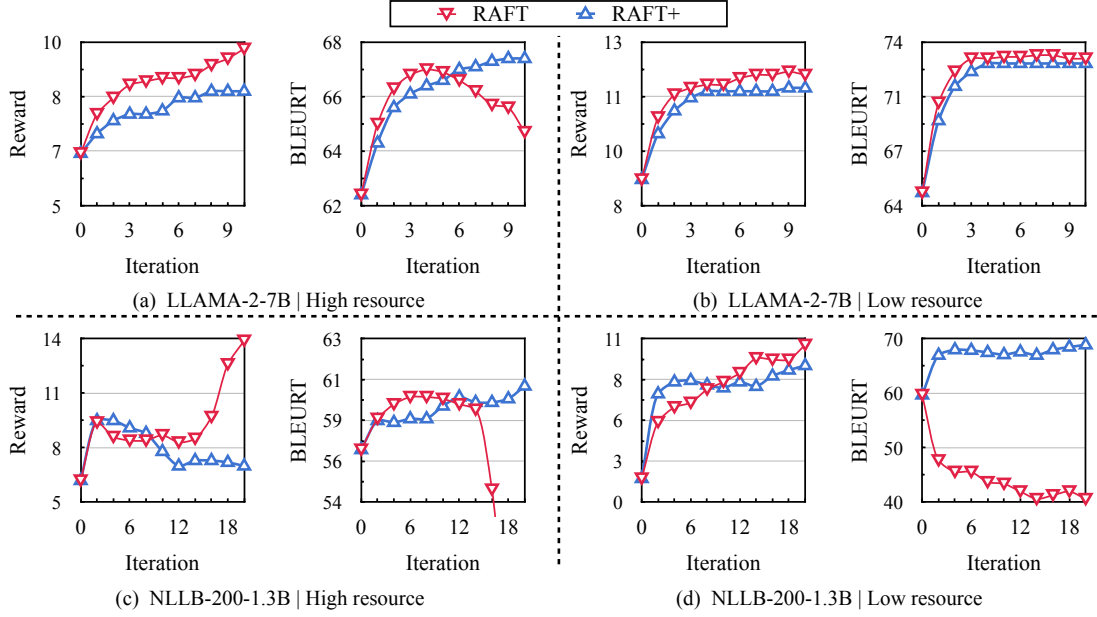 RAFT RAFT+
10
8
7
5
Reward
0 3 6 9
Iteration
68
66
64
62
BLEURT
0 3 6 9
Iteration
(a) LLAMA-2-7B | High resource
13
11
10
8
Reward
0 3 6 9
Iteration
74
71
67
64
BLEURT
0 3 6 9
Iteration
(b) LLAMA-2-7B | Low resource
14
11
8
5
Reward
0 6 12 18
Iteration
63
61
59
56
54
BLEURT
0 6 12 18
Iteration
(c) NLLB-200-1.3B | High resource
11
8
6
3
0
Reward
0 6 12 18
Iteration
70
60
50
40
BLEURT
0 6 12 18
Iteration
(d) NLLB-200-1.3B | Low resource